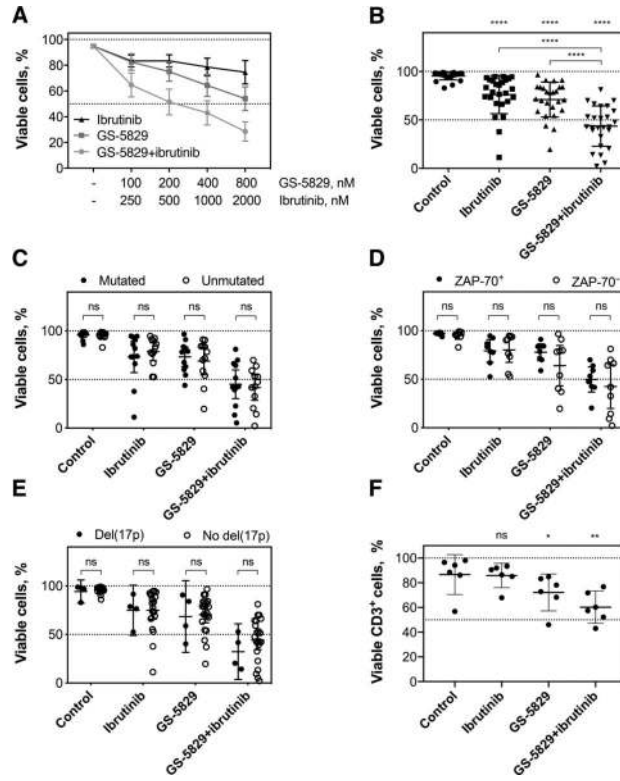 A
Viable cells, %
100
80
60
40
20
0
Ibrutinib
GS-5829
GS-5829+ibrutinib
- 100 200 400 800 GS-5829, nM
- 250 500 1000 2000 Ibrutinib, nM
B
**** **** ****
****
****
Viable cells, %
100
50
0
Control
Ibrutinib
GS-5829
GS-5829+ibrutinib
C
Mutated Unmutated
ns ns ns ns
Viable cells, %
100
50
0
Control
Ibrutinib
GS-5829
GS-5829+ibrutinib
D
ZAP-70⁺ ZAP-70⁻
ns ns ns ns
Viable cells, %
100
50
0
Control
Ibrutinib
GS-5829
GS-5829+ibrutinib
E
Del(17p) No del(17p)
ns ns ns ns
Viable cells, %
100
50
0
Control
Ibrutinib
GS-5829
GS-5829+ibrutinib
F
ns * **
Viable CD3⁺ cells, %
100
80
60
40
20
0
Control
Ibrutinib
GS-5829
GS-5829+ibrutinib